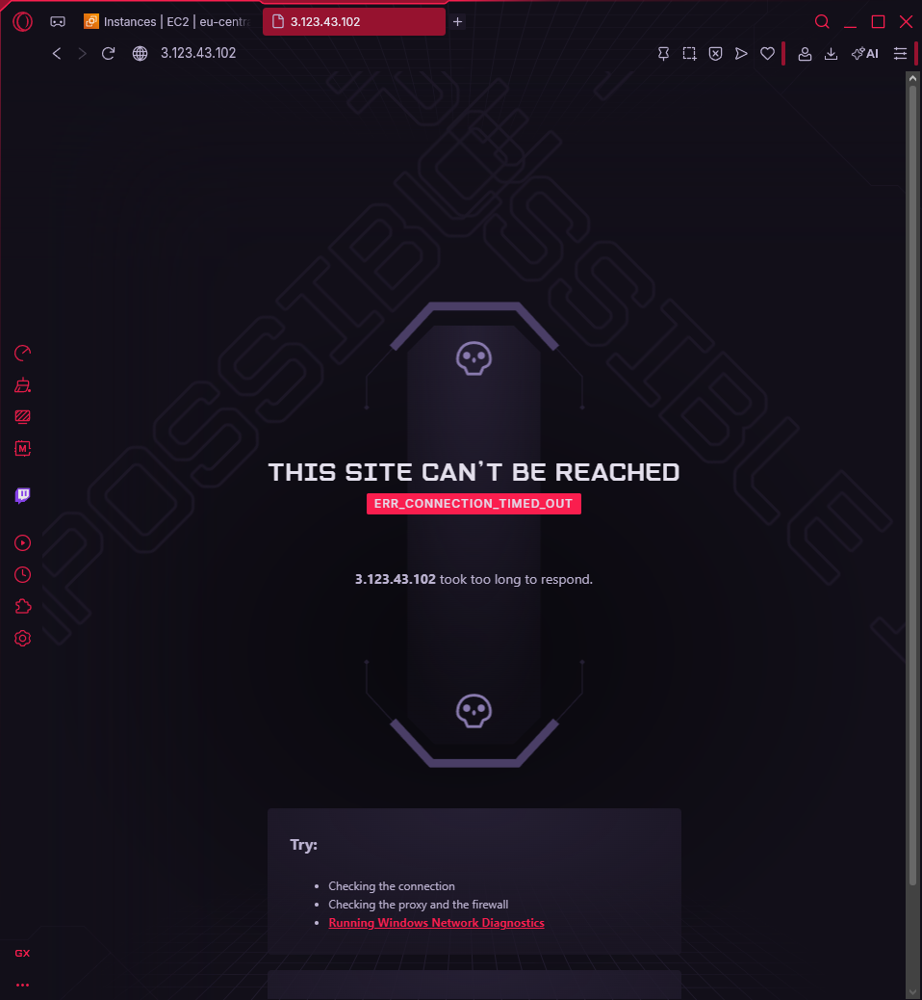 Instances | EC2 | eu-centra
3.123.43.102
3.123.43.102
AI
M
THIS SITE CAN'T BE REACHED
ERR_CONNECTION_TIMED_OUT
3.123.43.102 took too long to respond.
Try:
Checking the connection
Checking the proxy and the firewall
Running Windows Network Diagnostics
GX